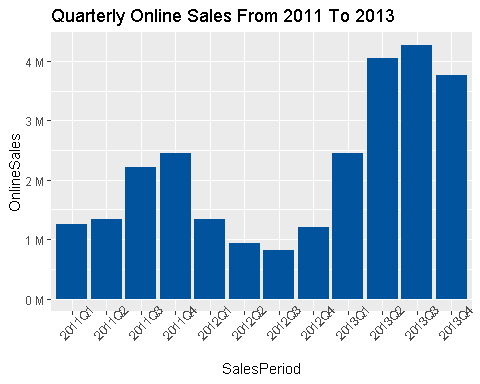 Quarterly Online Sales From 2011 To 2013
OnlineSales
4 M
3 M
2 M
1 M
0 M
2011Q1
2011Q2
2011Q3
2011Q4
2012Q1
2012Q2
2012Q3
2012Q4
2013Q1
2013Q2
2013Q3
2013Q4
SalesPeriod